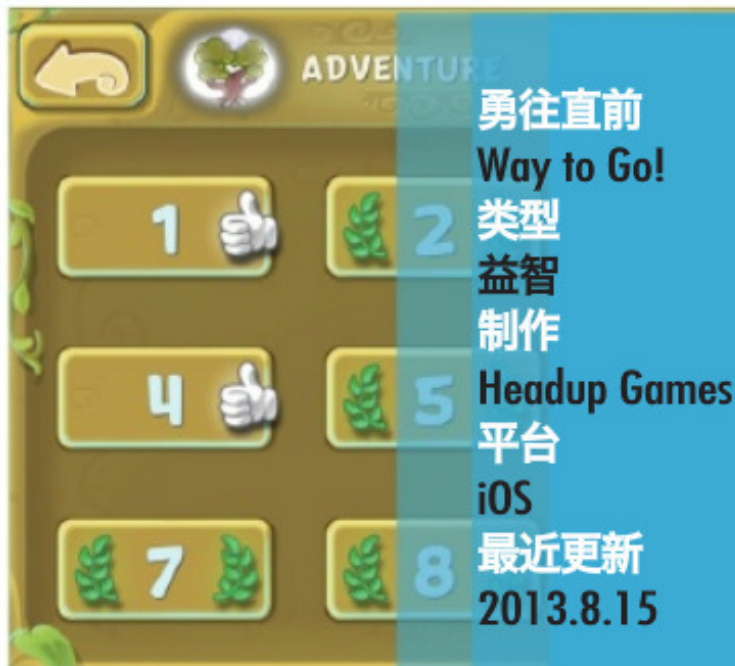 ADVENTURE
1
2
4
5
7
8
勇往直前
Way to Go!
类型
益智
制作
Headup Games
平台
iOS
最近更新
2013.8.15